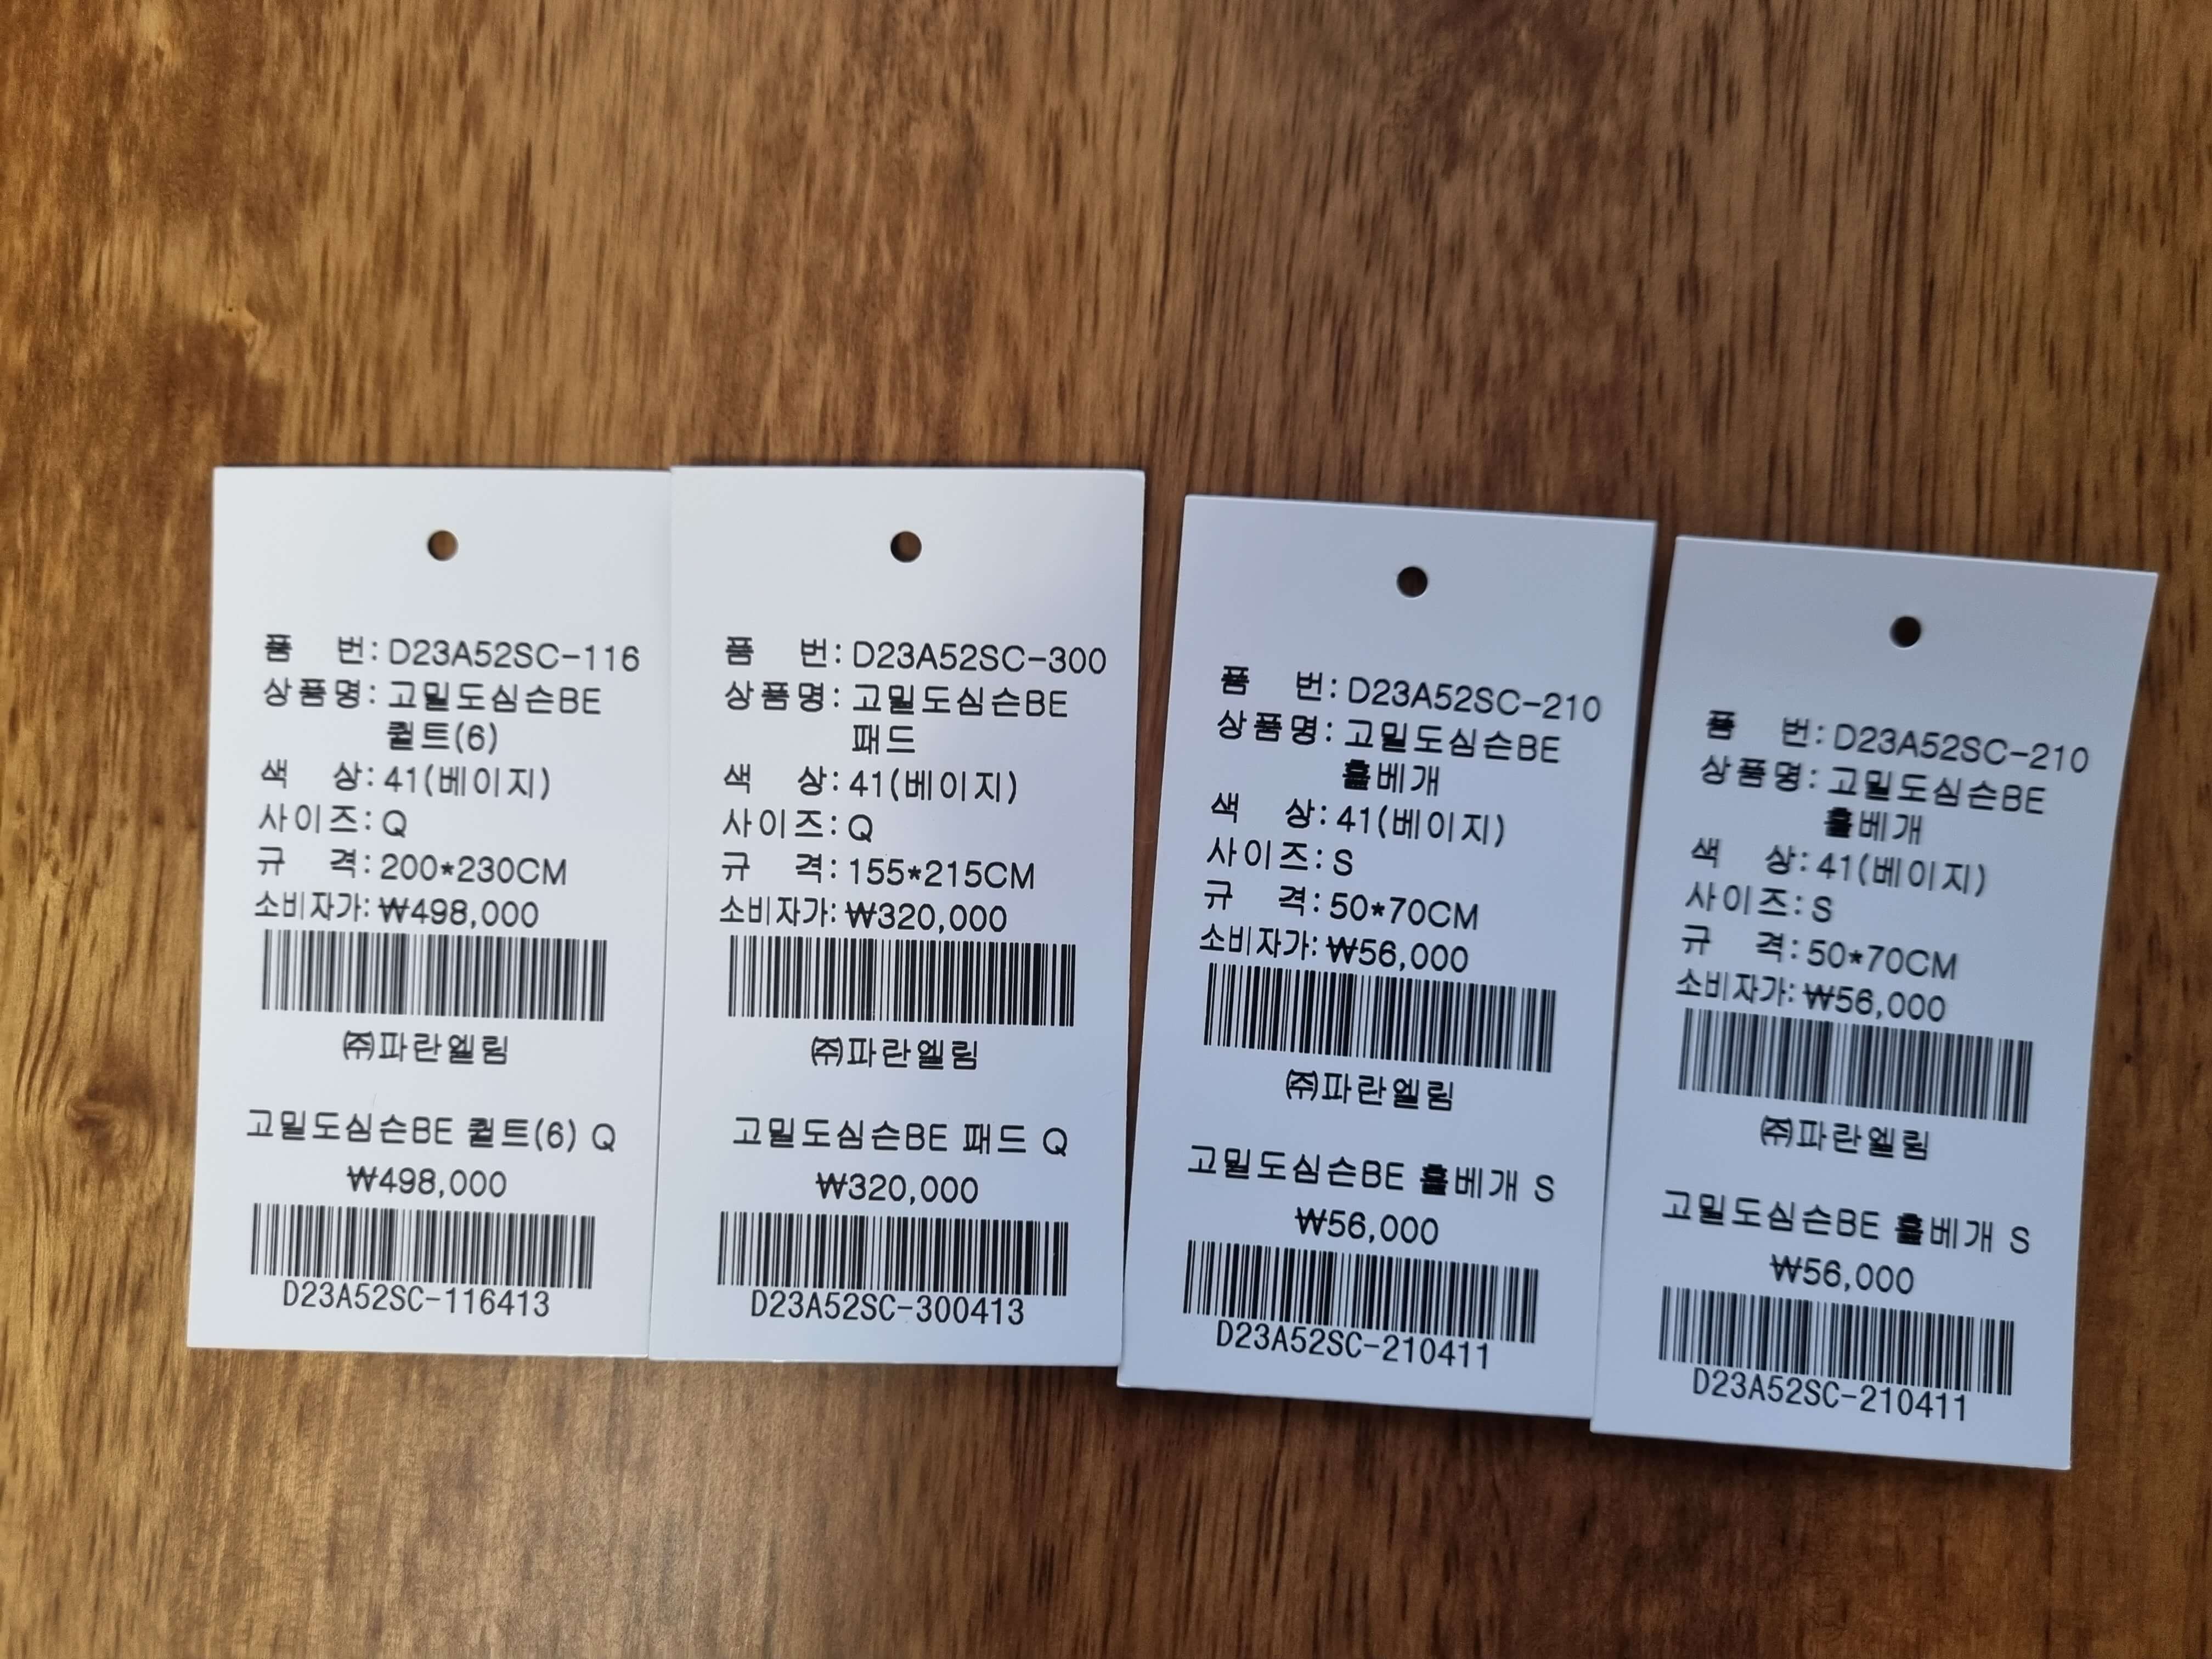 품 번: D23A52SC-116
상품명: 고밀도심슨BE
퀼트(6)
색 상: 41(베이지)
사이즈: Q
규 격: 200*230CM
소비자가: ₩498,000
㈜파란엘림
고밀도심슨BE 퀼트(6) Q
₩498,000
D23A52SC-116413
품 번: D23A52SC-300
상품명: 고밀도심슨BE
패드
색 상: 41(베이지)
사이즈: Q
규 격: 155*215CM
소비자가: ₩320,000
㈜파란엘림
고밀도심슨BE 패드 Q
₩320,000
D23A52SC-300413
품 번: D23A52SC-210
상품명: 고밀도심슨BE
홑베개
색 상: 41(베이지)
사이즈: S
규 격: 50*70CM
소비자가: ₩56,000
㈜파란엘림
고밀도심슨BE 홑베개 S
₩56,000
D23A52SC-210411
품 번: D23A52SC-210
상품명: 고밀도심슨BE
홑베개
색 상: 41(베이지)
사이즈: S
규 격: 50*70CM
소비자가: ₩56,000
㈜파란엘림
고밀도심슨BE 홑베개 S
₩56,000
D23A52SC-210411